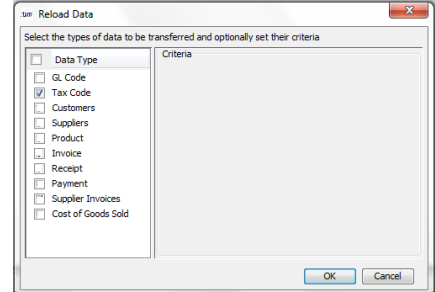 Reload Data
Select the types of data to be transferred and optionally set their criteria
Data Type
Criteria
GL Code
Tax Code
Customers
Suppliers
Product
Invoice
Receipt
Payment
Supplier Invoices
Cost of Goods Sold
OK Cancel